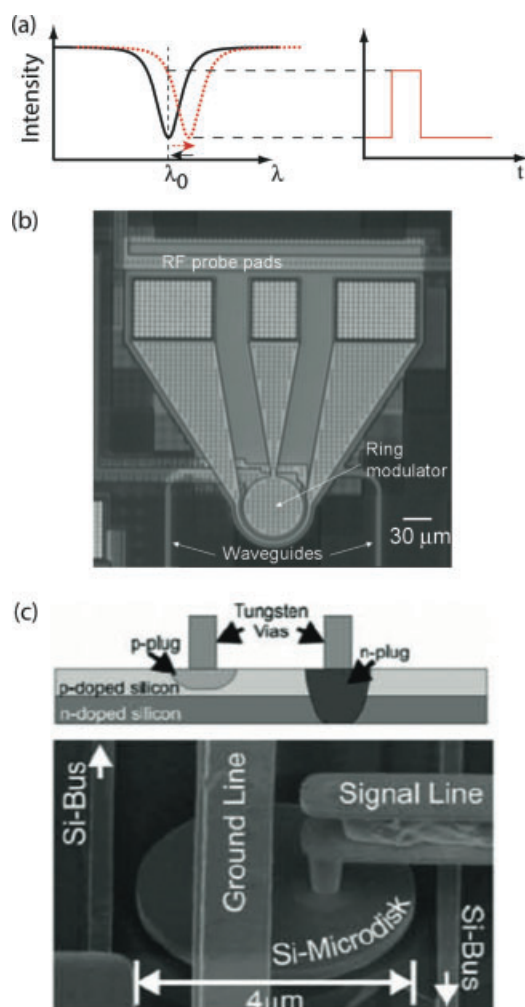 (a)
Intensity
λ0
λ
t
(b)
RF probe pads
Ring
modulator
30 μm
Waveguides
(c)
Tungsten
Vias
p-plug
n-plug
p-doped silicon
n-doped silicon
Si-Bus
Ground Line
Signal Line
Si-Microdisk
Si-Bus
4μm